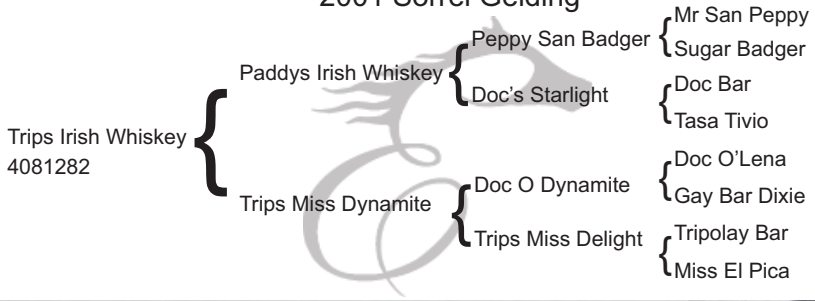 2001 Sorrel Gelding
Mr San Peppy
Peppy San Badger
Sugar Badger
Paddys Irish Whiskey
Doc's Starlight
Doc Bar
Tasa Tivio
Trips Irish Whiskey
4081282
Doc O Dynamite
Doc O’Lena
Gay Bar Dixie
Trips Miss Dynamite
Trips Miss Delight
Tripolay Bar
Miss El Pica